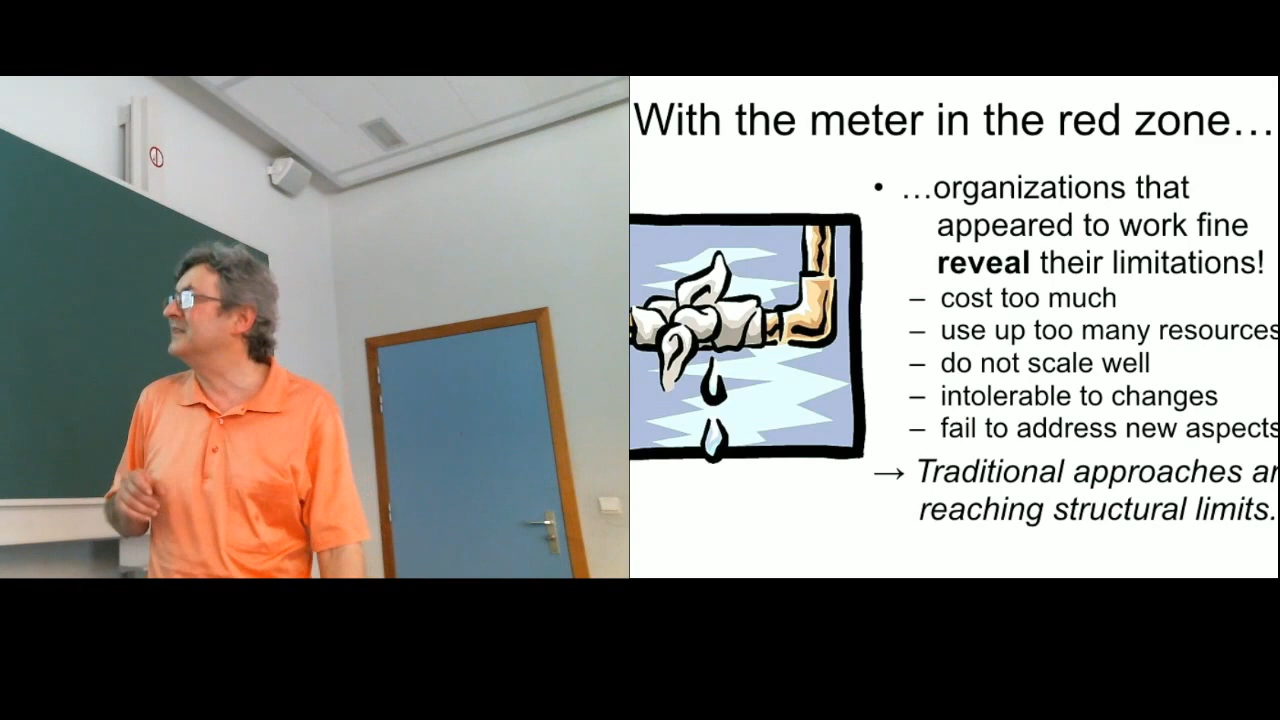 With the meter in the red zone…
• …organizations that
appeared to work fine
reveal their limitations!
– cost too much
– use up too many resources
– do not scale well
– intolerable to changes
– fail to address new aspects
→ Traditional approaches ar
reaching structural limits.